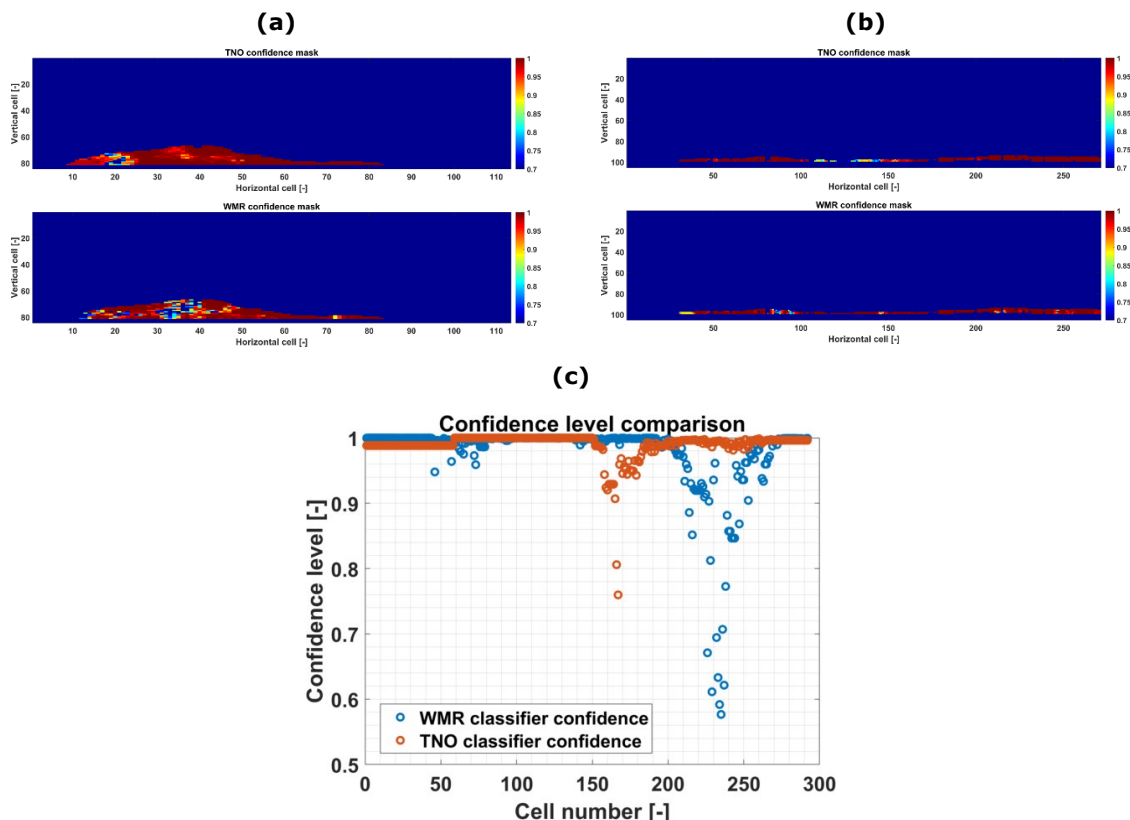 (a)
TNO confidence mask
Vertical cell [-]
20
40
60
80
10 20 30 40 50 60 70 80 90 100 110
Horizontal cell [-]
1
0.95
0.9
0.85
0.8
0.75
0.7
WMR confidence mask
Vertical cell [-]
20
40
60
80
10 20 30 40 50 60 70 80 90 100 110
Horizontal cell [-]
1
0.95
0.9
0.85
0.8
0.75
0.7
(b)
TNO confidence mask
Vertical cell [-]
20
40
60
80
100
50 100 150 200 250
Horizontal cell [-]
1
0.95
0.9
0.85
0.8
0.75
0.7
WMR confidence mask
Vertical cell [-]
20
40
60
80
100
50 100 150 200 250
Horizontal cell [-]
1
0.95
0.9
0.85
0.8
0.75
0.7
(c)
Confidence level comparison
Confidence level [-]
1
0.9
0.8
0.7
0.6
0.5
WMR classifier confidence
TNO classifier confidence
0 50 100 150 200 250 300
Cell number [-]